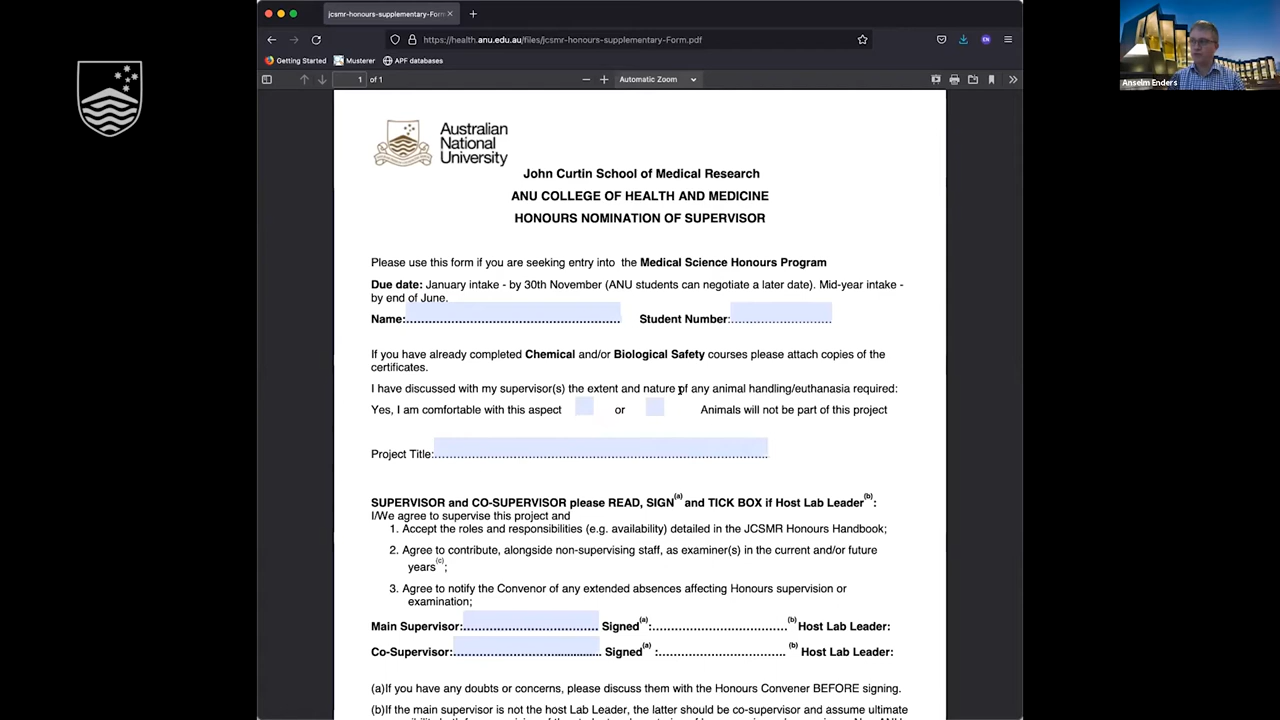 jcsmr-honours-supplementary-Form
https://health.anu.edu.au/files/jcsmr-honours-supplementary-Form.pdf
EN
Getting Started
Musterer
APF databases
1 of 1
Automatic Zoom
Anselm Enders
Australian
National
University
John Curtin School of Medical Research
ANU COLLEGE OF HEALTH AND MEDICINE
HONOURS NOMINATION OF SUPERVISOR
Please use this form if you are seeking entry into the Medical Science Honours Program
Due date: January intake - by 30th November (ANU students can negotiate a later date). Mid-year intake -
by end of June.
Name:............................................................ Student Number:............................
If you have already completed Chemical and/or Biological Safety courses please attach copies of the
certificates.
I have discussed with my supervisor(s) the extent and nature of any animal handling/euthanasia required:
Yes, I am comfortable with this aspect or Animals will not be part of this project
Project Title:..........................................................................................
SUPERVISOR and CO-SUPERVISOR please READ, SIGN(a) and TICK BOX if Host Lab Leader(b):
I/We agree to supervise this project and
1. Accept the roles and responsibilities (e.g. availability) detailed in the JCSMR Honours Handbook;
2. Agree to contribute, alongside non-supervising staff, as examiner(s) in the current and/or future
years(c);
3. Agree to notify the Convenor of any extended absences affecting Honours supervision or
examination;
Main Supervisor:..................................... Signed(a):..................................... (b) Host Lab Leader:
Co-Supervisor:........................................ Signed(a) :................................... (b) Host Lab Leader:
(a)If you have any doubts or concerns, please discuss them with the Honours Convener BEFORE signing.
(b)If the main supervisor is not the host Lab Leader, the latter should be co-supervisor and assume ultimate